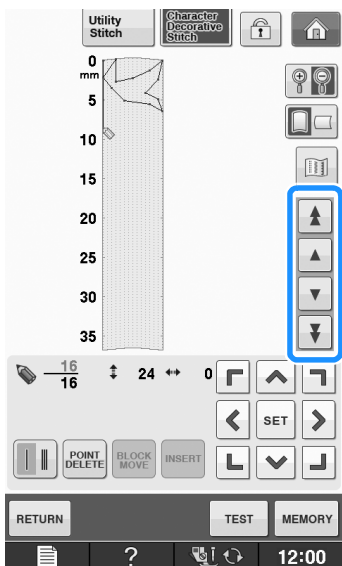 Utility
Stitch
Character
Decorative
Stitch
0
mm
5
10
15
20
25
30
35
16
16
24
0
SET
POINT
DELETE
BLOCK
MOVE
INSERT
RETURN
TEST
MEMORY
?
12:00